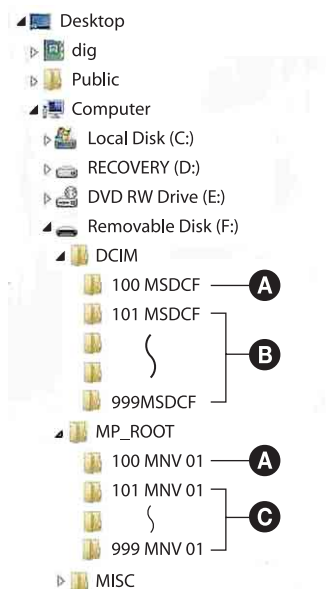 Desktop
dig
Public
Computer
Local Disk (C:)
RECOVERY (D:)
DVD RW Drive (E:)
Removable Disk (F:)
DCIM
100 MSDCF A
101 MSDCF
B
999MSDCF
MP_ROOT
100 MNV 01 A
101 MNV 01
C
999 MNV 01
MISC